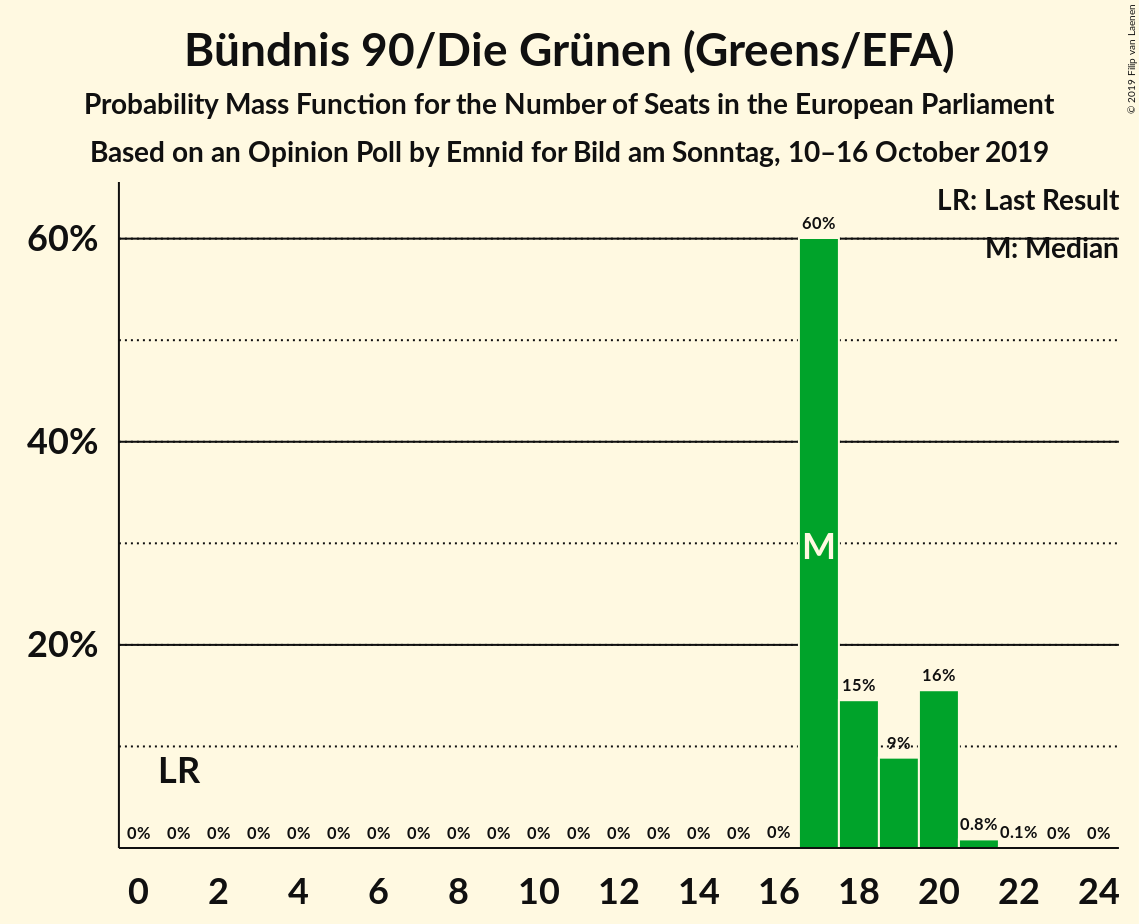 Bündnis 90/Die Grünen (Greens/EFA)
Probability Mass Function for the Number of Seats in the European Parliament
Based on an Opinion Poll by Emnid for Bild am Sonntag, 10–16 October 2019
© 2019 Filip van Laenen
LR: Last Result
M: Median
60%
40%
20%
60%
M
15%
9%
16%
0.8%
0.1%
0%
0%
LR
0% 0% 0% 0% 0% 0% 0% 0% 0% 0% 0% 0% 0% 0% 0% 0% 0%
0 2 4 6 8 10 12 14 16 18 20 22 24